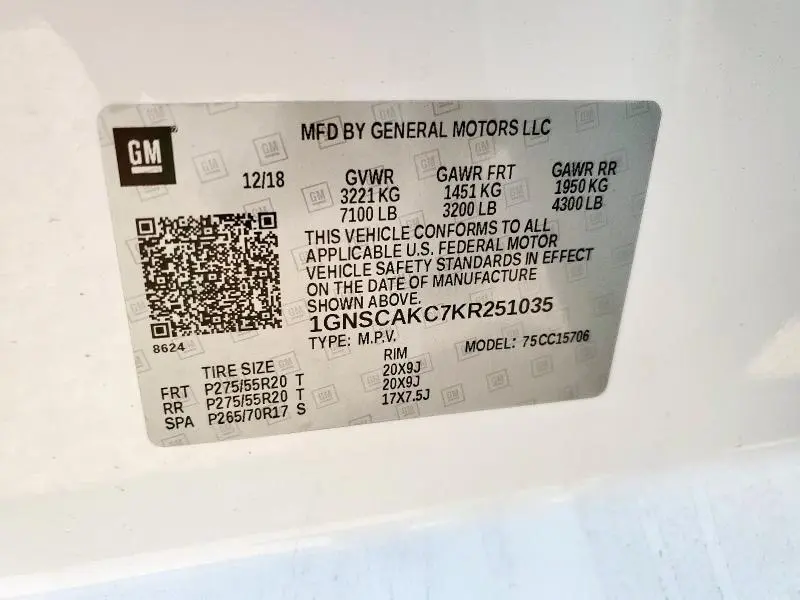 GM
MFD BY GENERAL MOTORS LLC
12/18
GVWR GAWR FRT GAWR RR
3221 KG 1451 KG 1950 KG
7100 LB 3200 LB 4300 LB
THIS VEHICLE CONFORMS TO ALL
APPLICABLE U.S. FEDERAL MOTOR
VEHICLE SAFETY STANDARDS IN EFFECT
ON THE DATE OF MANUFACTURE
SHOWN ABOVE.
1GNSCAKC7KR251035
TYPE: M.P.V. MODEL: 75CC15706
8624
TIRE SIZE RIM
FRT P275/55R20 T 20X9J
RR P275/55R20 T 20X9J
SPA P265/70R17 S 17X7.5J